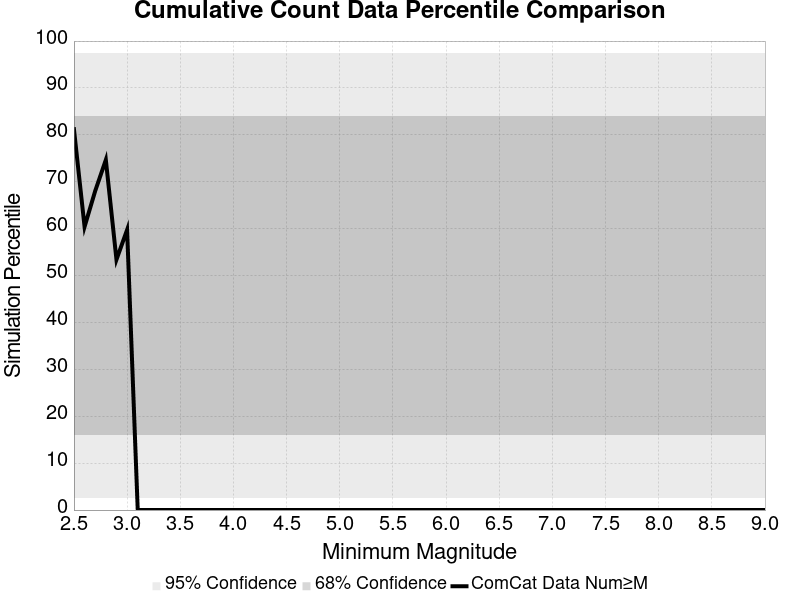 Cumulative Count Data Percentile Comparison
100
90
80
70
60
50
40
30
20
10
0
Simulation Percentile
2.5 3.0 3.5 4.0 4.5 5.0 5.5 6.0 6.5 7.0 7.5 8.0 8.5 9.0
Minimum Magnitude
95% Confidence 68% Confidence ComCat Data Num≥M